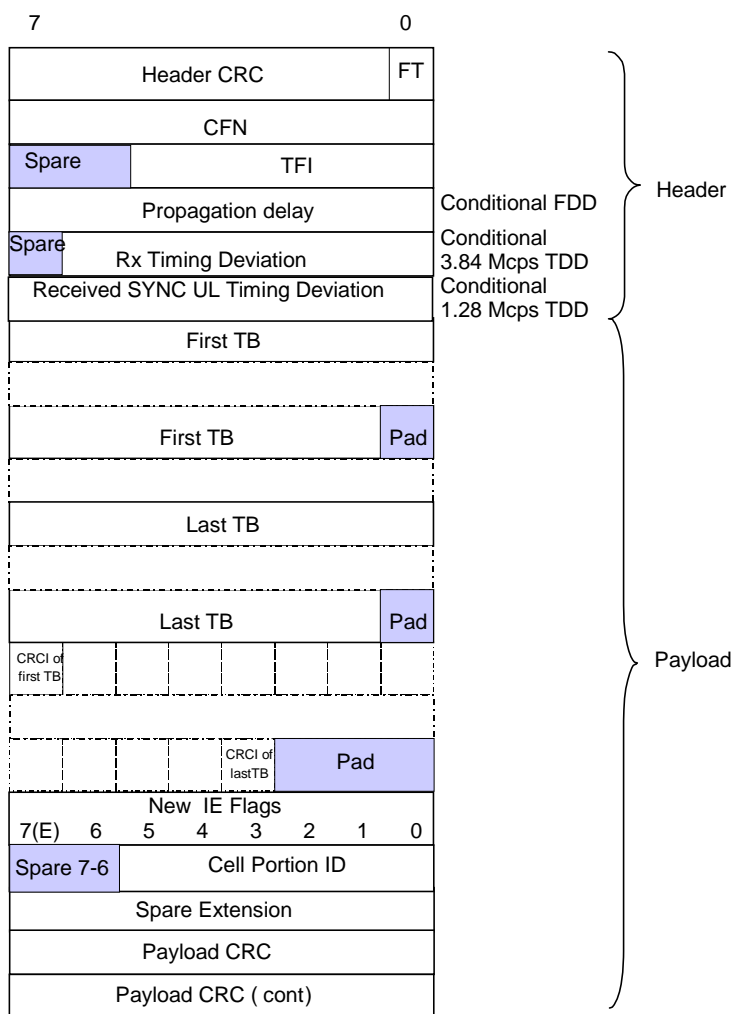 7 0
Header CRC FT
CFN
Spare TFI
Propagation delay Conditional FDD
Header
Spare Rx Timing Deviation Conditional
3.84 Mcps TDD
Received SYNC UL Timing Deviation Conditional
1.28 Mcps TDD
First TB
First TB Pad
Last TB
Last TB Pad
CRCI of
first TB
Payload
CRCI of
lastTB
Pad
New IE Flags
7(E) 6 5 4 3 2 1 0
Spare 7-6 Cell Portion ID
Spare Extension
Payload CRC
Payload CRC ( cont)